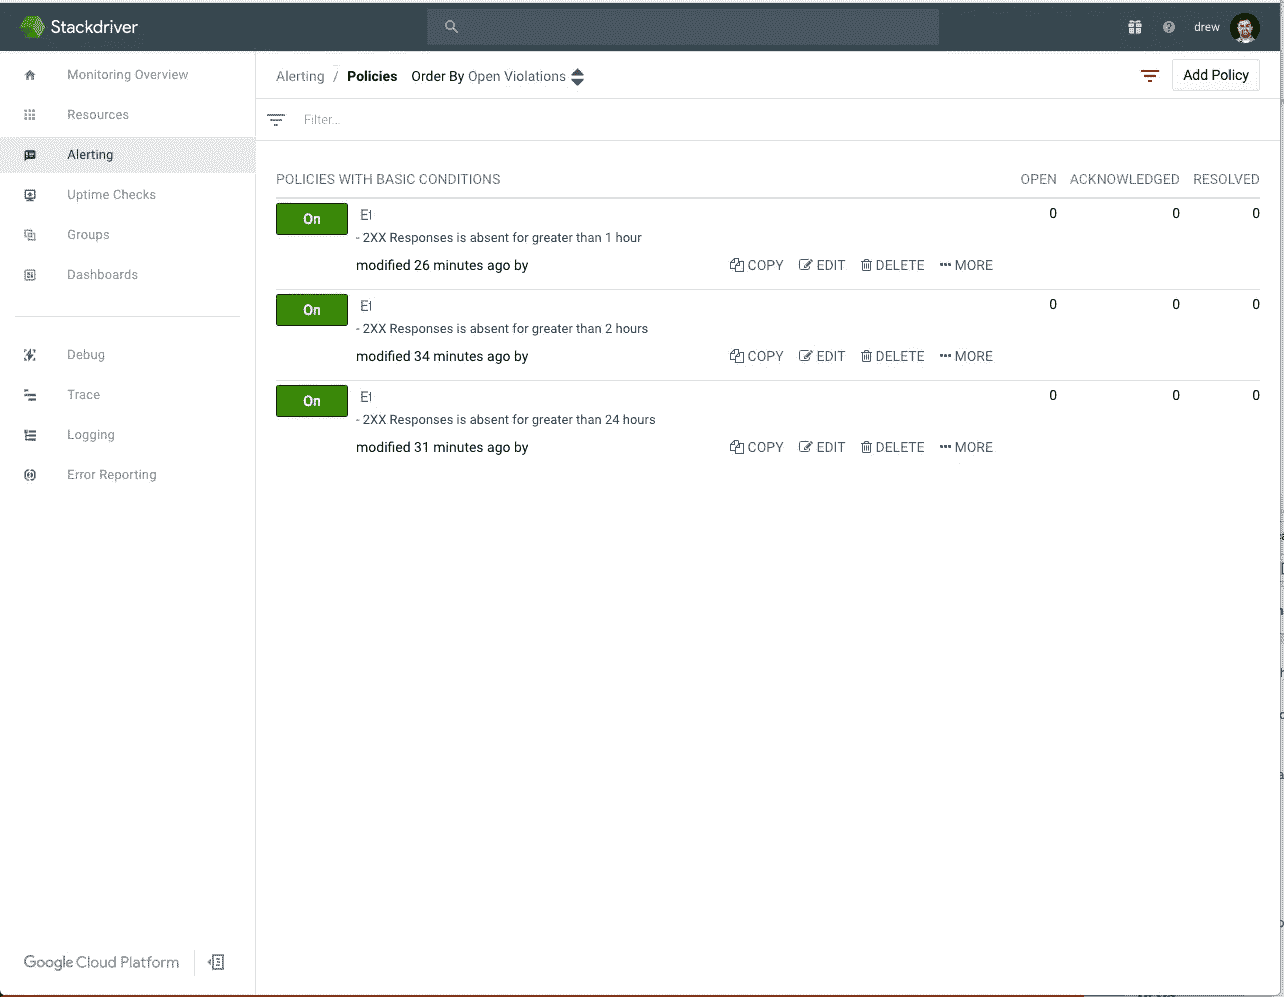 Stackdriver
drew
Monitoring Overview
Resources
Alerting
Uptime Checks
Groups
Dashboards
Debug
Trace
Logging
Error Reporting
Google Cloud Platform
Alerting / Policies Order By Open Violations
Add Policy
Filter...
POLICIES WITH BASIC CONDITIONS OPEN ACKNOWLEDGED RESOLVED
On 0 0 0
- 2XX Responses is absent for greater than 1 hour
modified 26 minutes ago by COPY EDIT DELETE ••• MORE
On 0 0 0
- 2XX Responses is absent for greater than 2 hours
modified 34 minutes ago by COPY EDIT DELETE ••• MORE
On 0 0 0
- 2XX Responses is absent for greater than 24 hours
modified 31 minutes ago by COPY EDIT DELETE ••• MORE